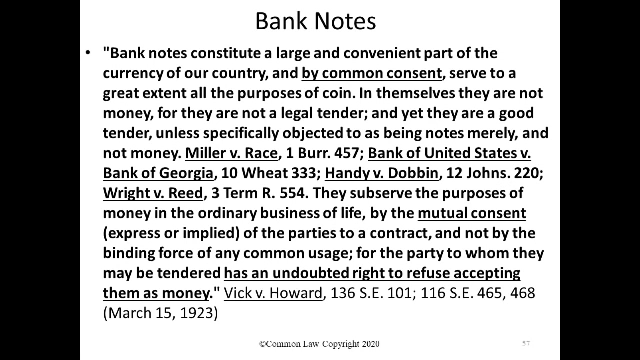 Bank Notes
• "Bank notes constitute a large and convenient part of the
currency of our country, and by common consent, serve to a
great extent all the purposes of coin. In themselves they are not
money, for they are not a legal tender; and yet they are a good
tender, unless specifically objected to as being notes merely, and
not money. Miller v. Race, 1 Burr. 457; Bank of United States v.
Bank of Georgia, 10 Wheat 333; Handy v. Dobbin, 12 Johns. 220;
Wright v. Reed, 3 Term R. 554. They subserve the purposes of
money in the ordinary business of life, by the mutual consent
(express or implied) of the parties to a contract, and not by the
binding force of any common usage; for the party to whom they
may be tendered has an undoubted right to refuse accepting
them as money." Vick v. Howard, 136 S.E. 101; 116 S.E. 465, 468
(March 15, 1923)
©Common Law Copyright 2020
57